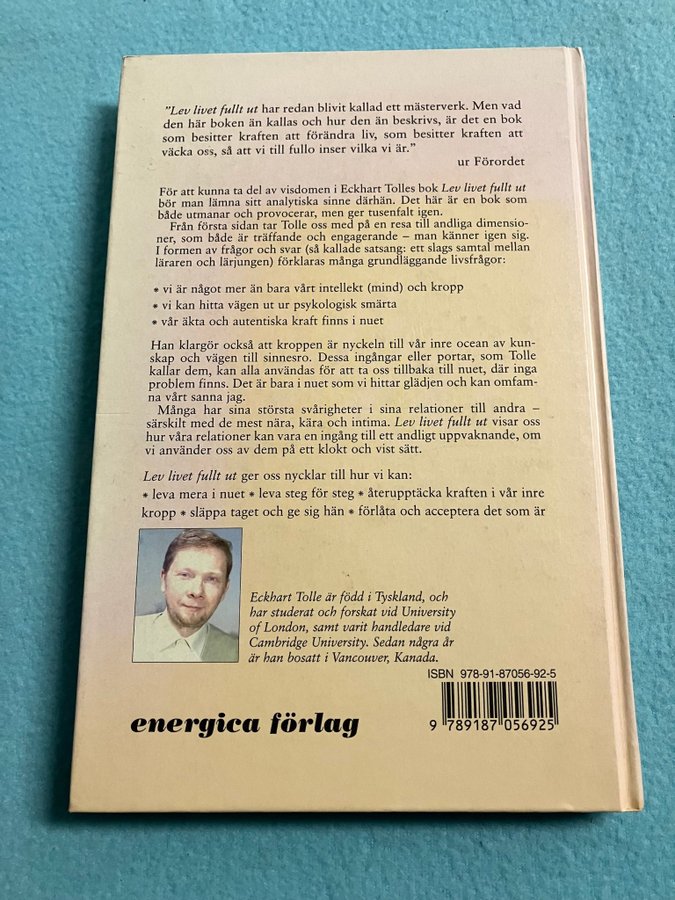 "Lev livet fullt ut har redan blivit kallad ett mästerverk. Men vad
den här boken än kallas och hur den än beskrivs, är det en bok
som besitter kraften att förändra liv, som besitter kraften att
väcka oss, så att vi till fullo inser vilka vi är."
ur Förordet
För att kunna ta del av visdomen i Eckhart Tolles bok Lev livet fullt ut
bör man lämna sitt analytiska sinne därhän. Det här är en bok som
både utmanar och provocerar, men ger tusenfalt igen.
Från första sidan tar Tolle oss med på en resa till andliga dimensio-
ner, som både är träffande och engagerande – man känner igen sig.
I formen av frågor och svar (så kallade satsang: ett slags samtal mellan
läraren och lärjungen) förklaras många grundläggande livsfrågor:
* vi är något mer än bara vårt intellekt (mind) och kropp
* vi kan hitta vägen ut ur psykologisk smärta
* vår äkta och autentiska kraft finns i nuet
Han klargör också att kroppen är nyckeln till vår inre ocean av kun-
skap och vägen till sinnesro. Dessa ingångar eller portar, som Tolle
kallar dem, kan alla användas för att ta oss tillbaka till nuet, där inga
problem finns. Det är bara i nuet som vi hittar glädjen och kan omfam-
na vårt sanna jag.
Många har sina största svårigheter i sina relationer till andra –
särskilt med de mest nära, kära och intima. Lev livet fullt ut visar oss
hur våra relationer kan vara en ingång till ett andligt uppvaknande, om
vi använder oss av dem på ett klokt och vist sätt.
Lev livet fullt ut ger oss nycklar till hur vi kan:
* leva mera i nuet * leva steg för steg * återupptäcka kraften i vår inre
kropp * släppa taget och ge sig hän * förlåta och acceptera det som är
Eckhart Tolle är född i Tyskland, och
har studerat och forskat vid University
of London, samt varit handledare vid
Cambridge University. Sedan några år
är han bosatt i Vancouver, Kanada.
ISBN 978-91-87056-92-5
9 789187 056925
energica förlag